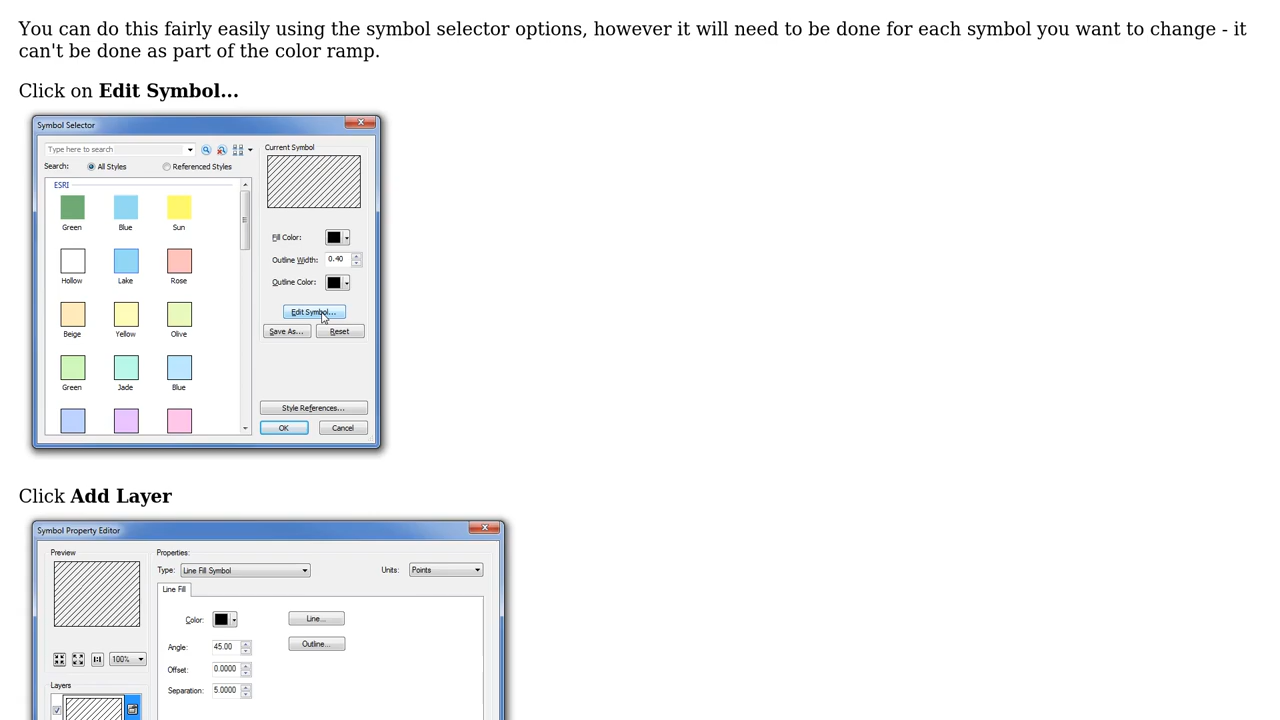 You can do this fairly easily using the symbol selector options, however it will need to be done for each symbol you want to change - it
can't be done as part of the color ramp.
Click on Edit Symbol...
Symbol Selector
Type here to search
Search: All Styles Referenced Styles
ESRI
Green Blue Sun
Hollow Lake Rose
Beige Yellow Olive
Green Jade Blue
Current Symbol
Fill Color:
Outline Width: 0.40
Outline Color:
Edit Symbol...
Save As... Reset
Style References...
OK Cancel
Click Add Layer
Symbol Property Editor
Preview
100%
Layers
Properties:
Type: Line Fill Symbol Units: Points
Line Fill
Color: Line...
Outline...
Angle: 45.00
Offset: 0.0000
Separation: 5.0000